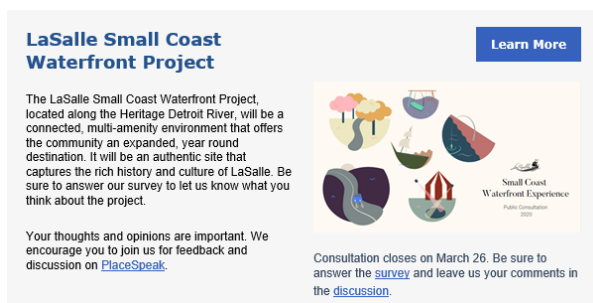 LaSalle Small Coast
Waterfront Project
Learn More
The LaSalle Small Coast Waterfront Project,
located along the Heritage Detroit River, will be a
connected, multi-amenity environment that offers
the community an expanded, year round
destination. It will be an authentic site that
captures the rich history and culture of LaSalle. Be
sure to answer our survey to let us know what you
think about the project.
Your thoughts and opinions are important. We
encourage you to join us for feedback and
discussion on PlaceSpeak.
Small Coast
Waterfront Experience
Public Consultation
2020
Consultation closes on March 26. Be sure to
answer the survey and leave us your comments in
the discussion.